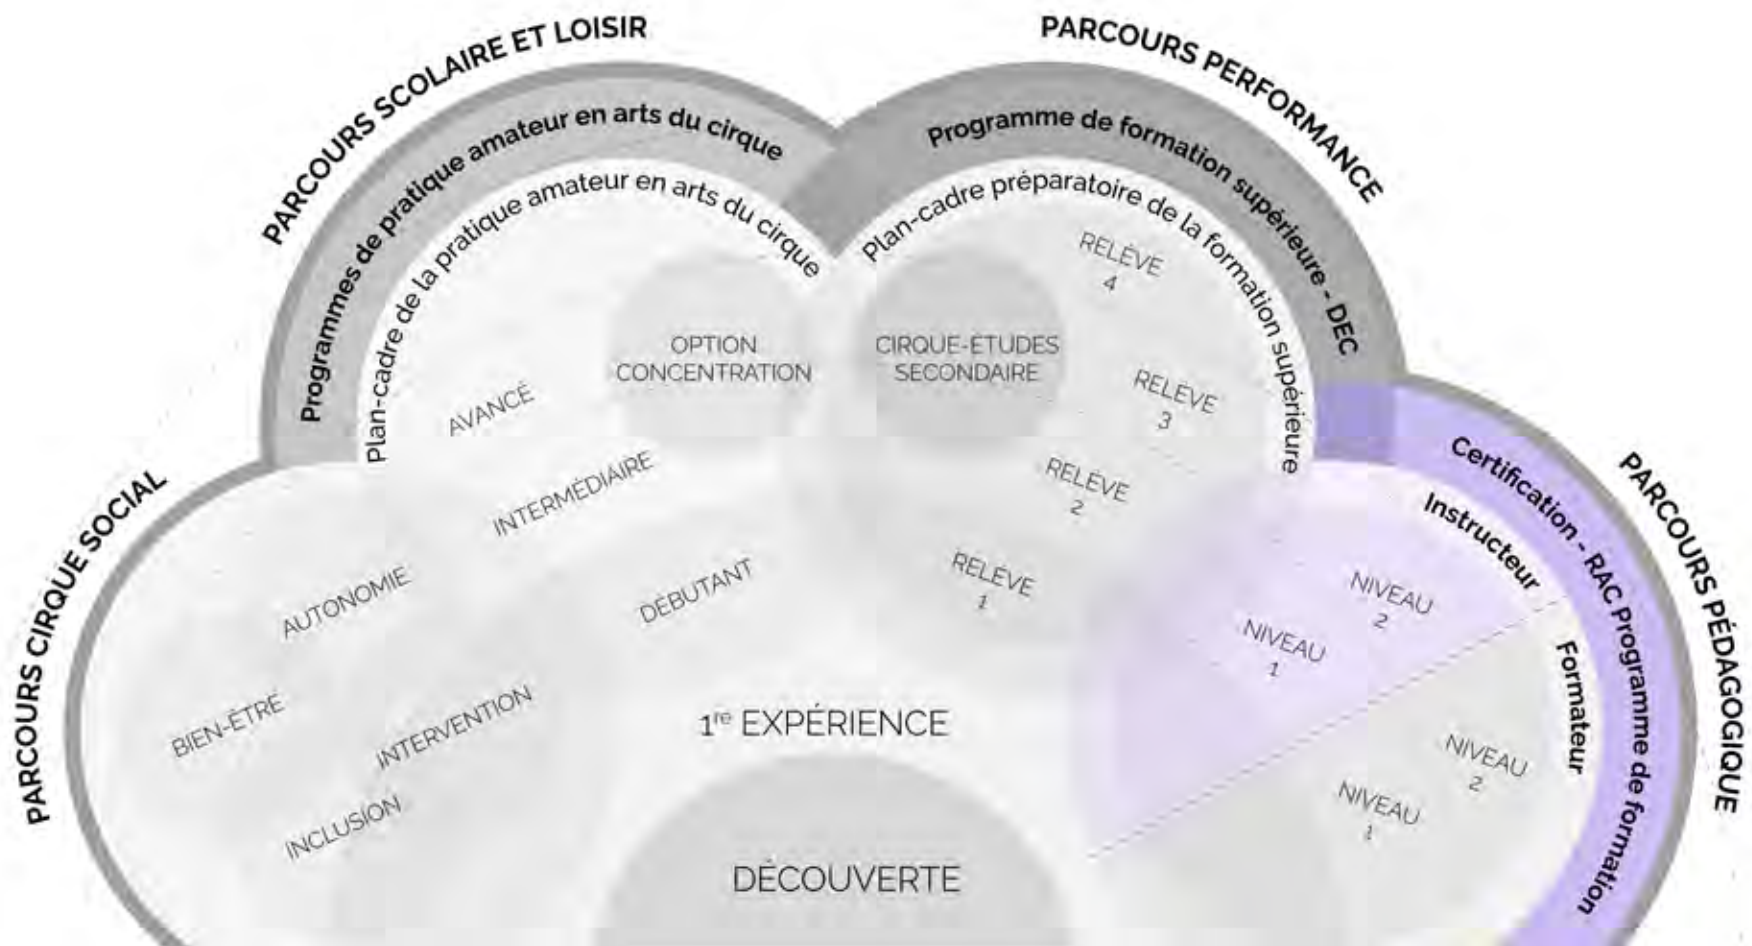 PARCOURS SCOLAIRE ET LOISIR
Programmes de pratique amateur en arts du cirque
Plan-cadre de la pratique amateur en arts du cirque
OPTION
CONCENTRATION
AVANCÉ
INTERMÉDIAIRE
DÉBUTANT
PARCOURS PERFORMANCE
Programme de formation supérieure - DEC
Plan-cadre préparatoire de la formation supérieure
CIRQUE-ÉTUDES
SECONDAIRE
RELÈVE
4
RELÈVE
3
RELÈVE
2
RELÈVE
1
PARCOURS CIRQUE SOCIAL
AUTONOMIE
BIEN-ÊTRE
INTERVENTION
INCLUSION
PARCOURS PÉDAGOGIQUE
Certification - RAC Programme de formation
Instructeur
NIVEAU
2
NIVEAU
1
Formateur
NIVEAU
2
NIVEAU
1
1re EXPÉRIENCE
DÉCOUVERTE